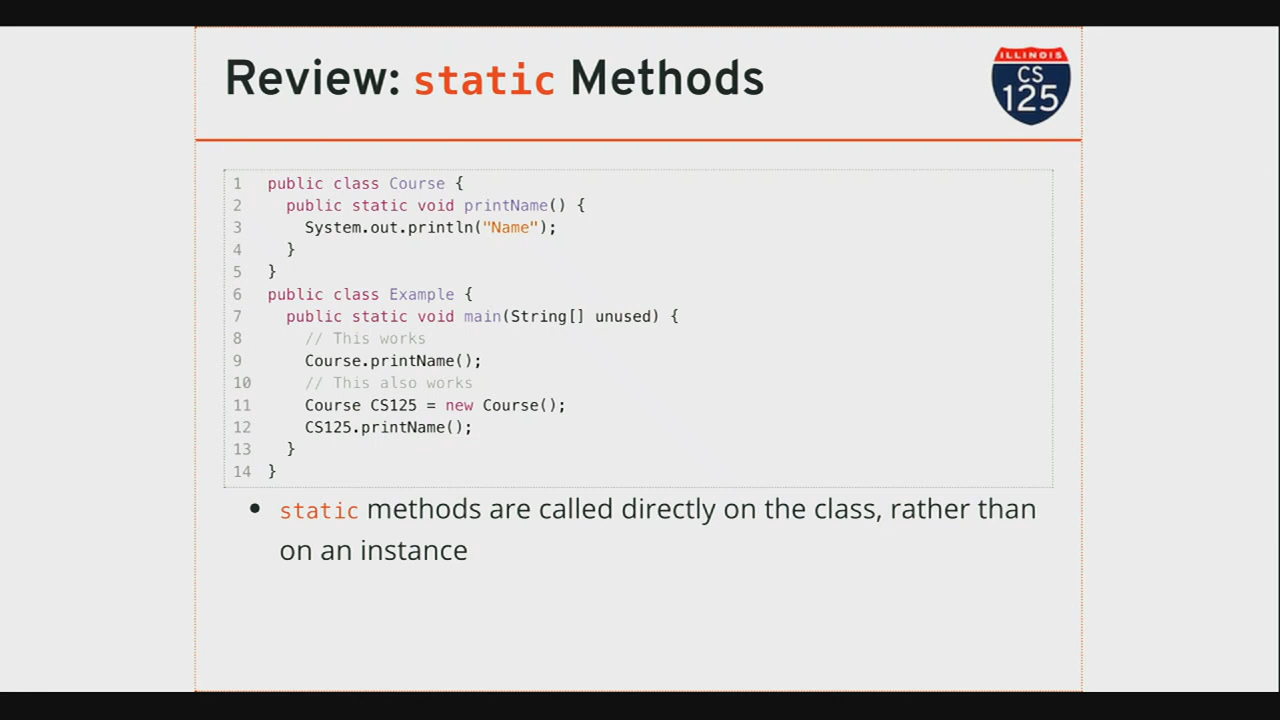 Review: static Methods
ILLINOIS
CS
125
1 public class Course {
2 public static void printName() {
3 System.out.println("Name");
4 }
5 }
6 public class Example {
7 public static void main(String[] unused) {
8 // This works
9 Course.printName();
10 // This also works
11 Course CS125 = new Course();
12 CS125.printName();
13 }
14 }
• static methods are called directly on the class, rather than
on an instance